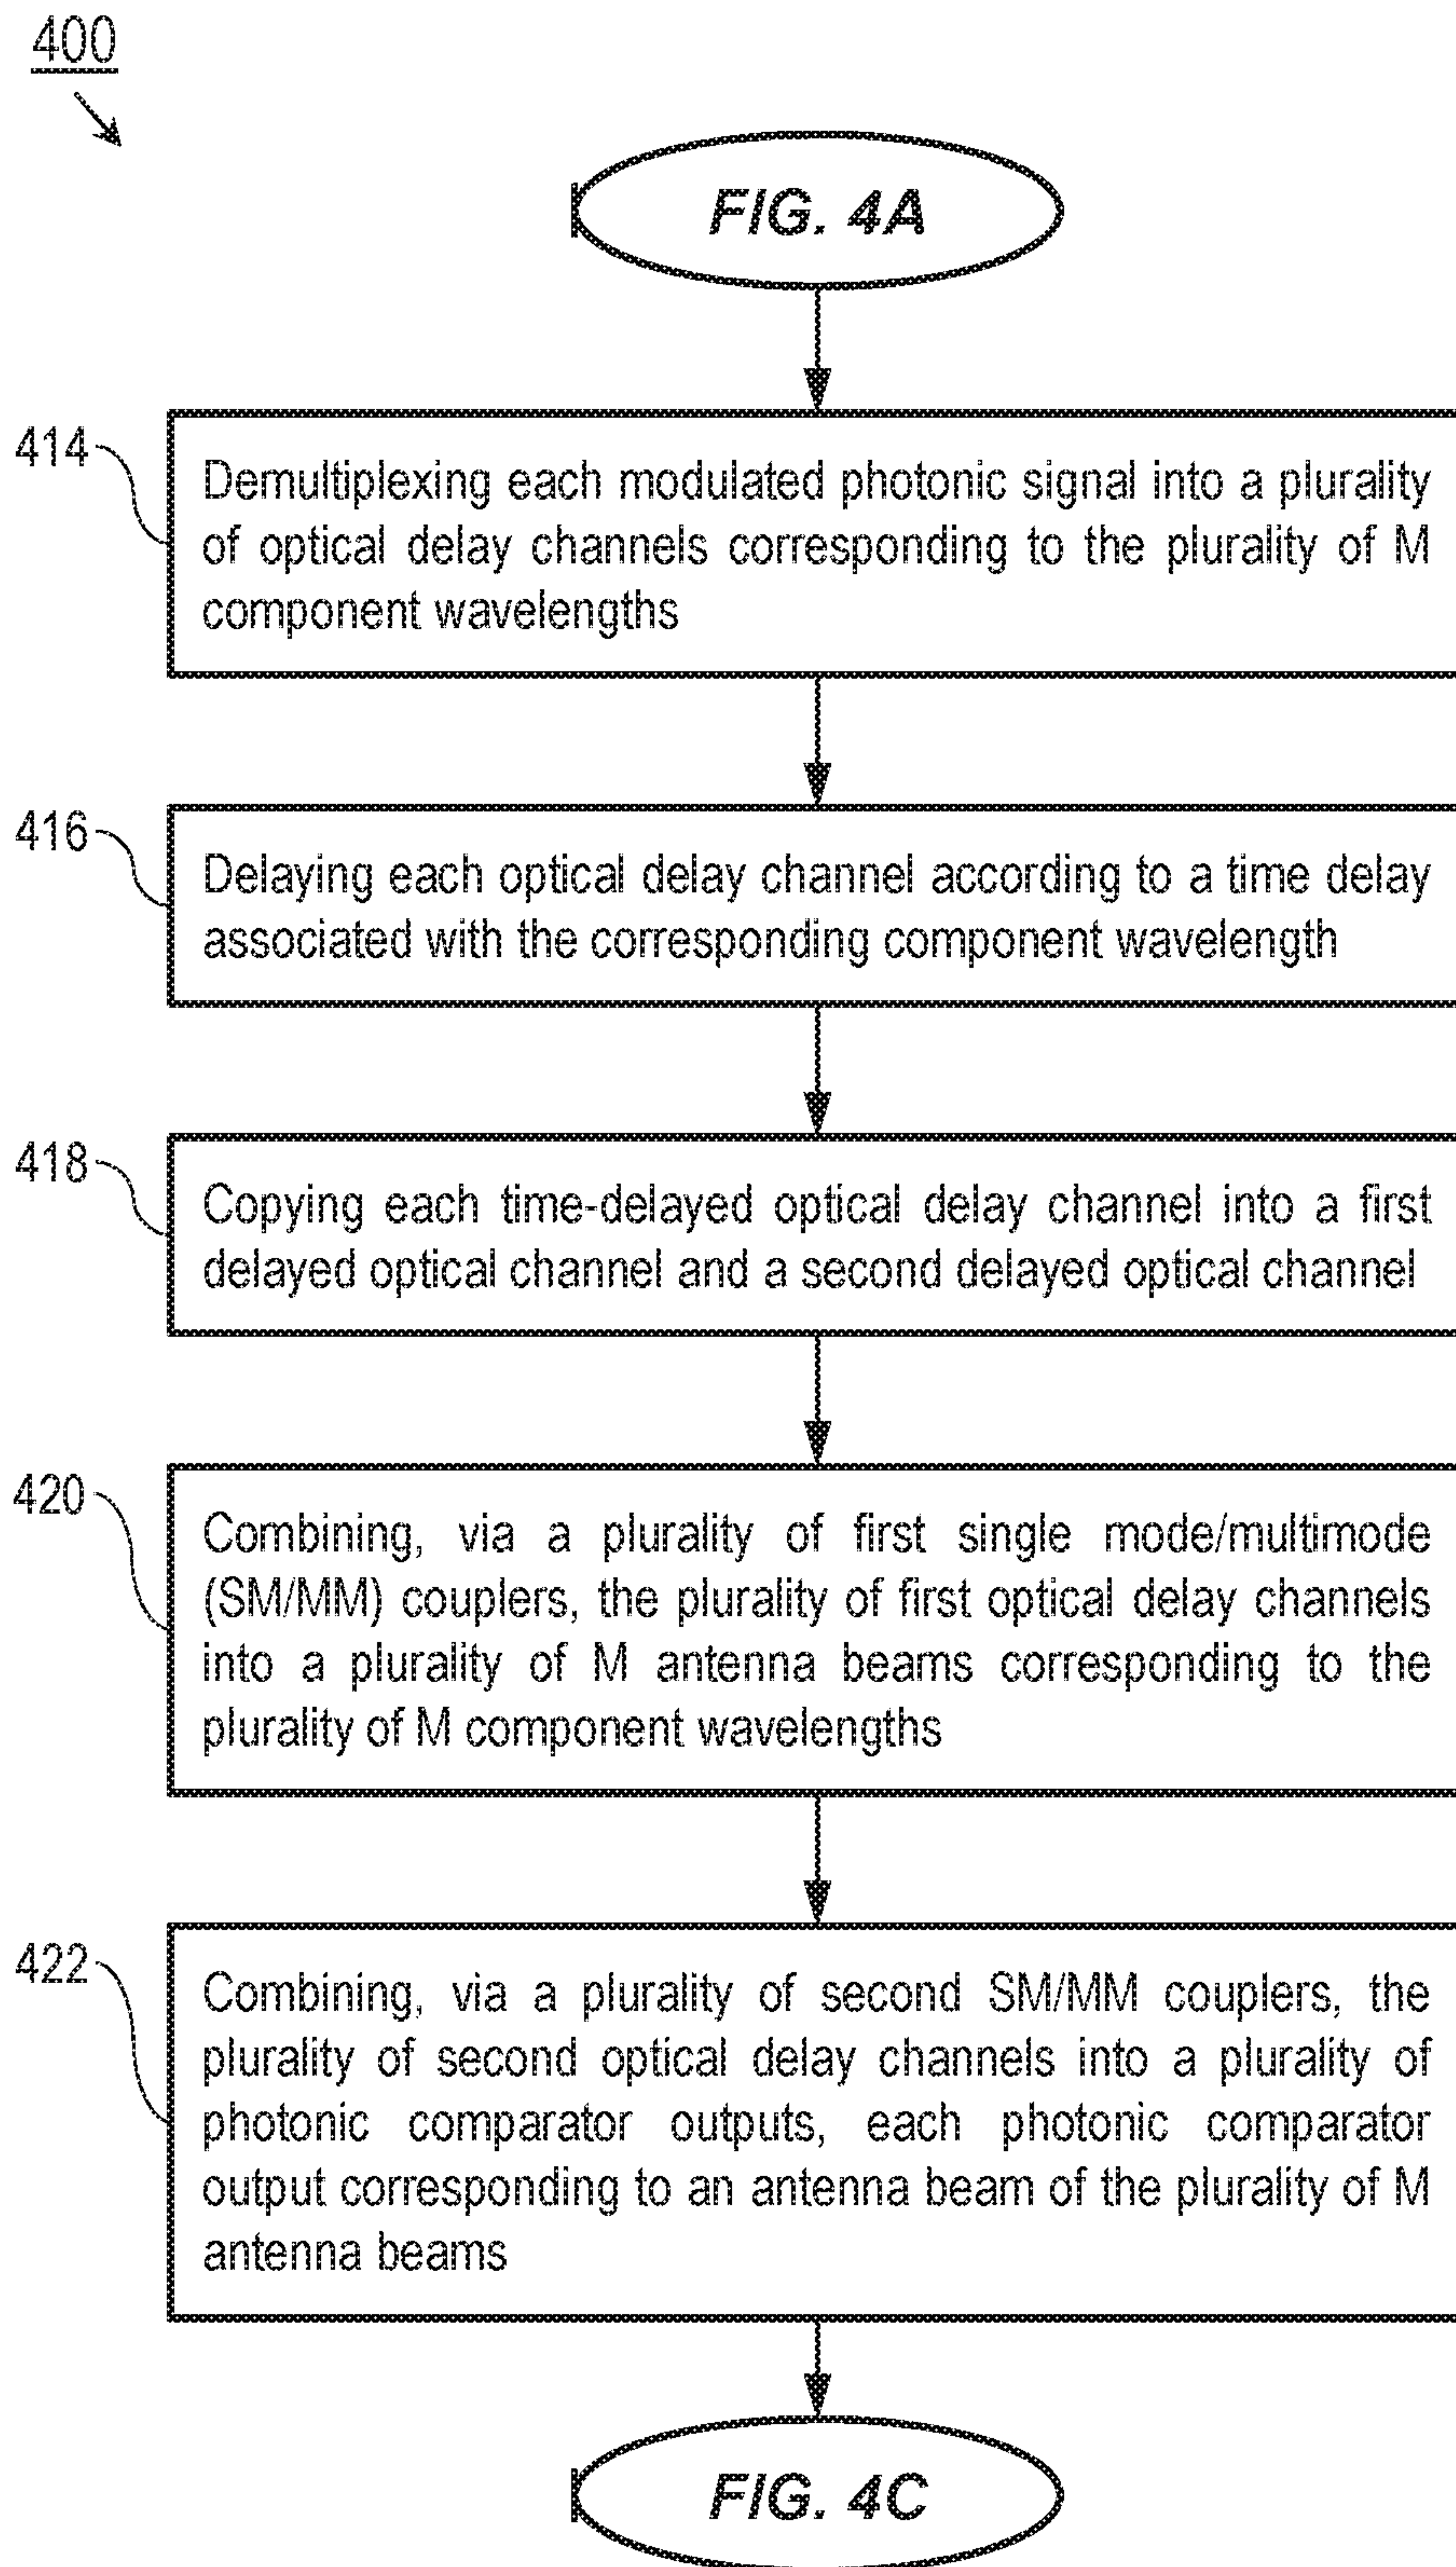 400
FIG. 4A
414
Demultiplexing each modulated photonic signal into a plurality
of optical delay channels corresponding to the plurality of M
component wavelengths
416
Delaying each optical delay channel according to a time delay
associated with the corresponding component wavelength
418
Copying each time-delayed optical delay channel into a first
delayed optical channel and a second delayed optical channel
420
Combining, via a plurality of first single mode/multimode
(SM/MM) couplers, the plurality of first optical delay channels
into a plurality of M antenna beams corresponding to the
plurality of M component wavelengths
422
Combining, via a plurality of second SM/MM couplers, the
plurality of second optical delay channels into a plurality of
photonic comparator outputs, each photonic comparator
output corresponding to an antenna beam of the plurality of M
antenna beams
FIG. 4C